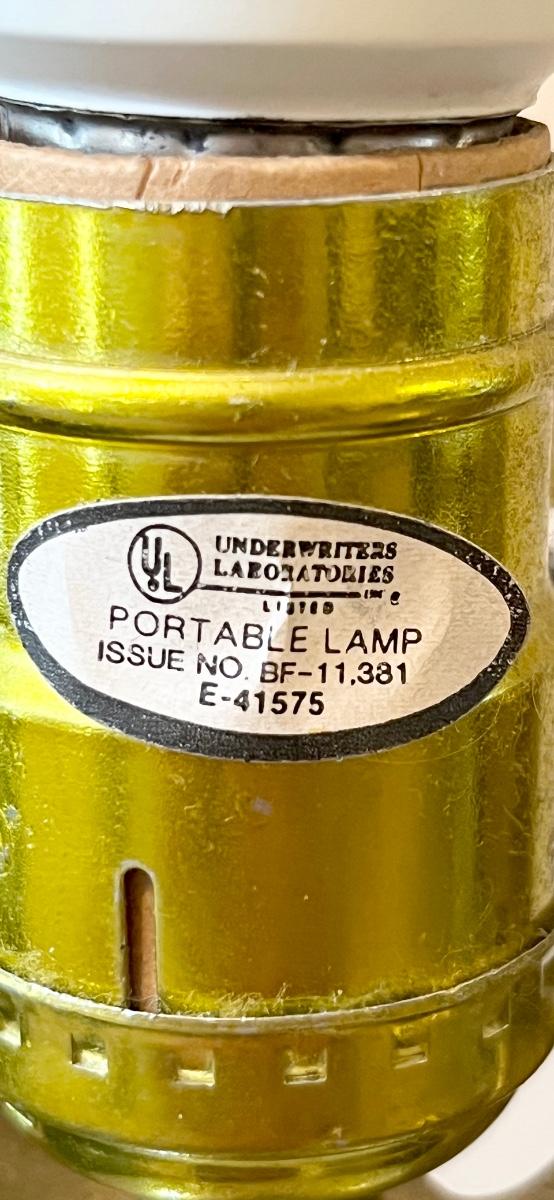 UL
UNDERWRITERS
LABORATORIES
LISTED INC.®
PORTABLE LAMP
ISSUE NO. BF-11,381
E-41575